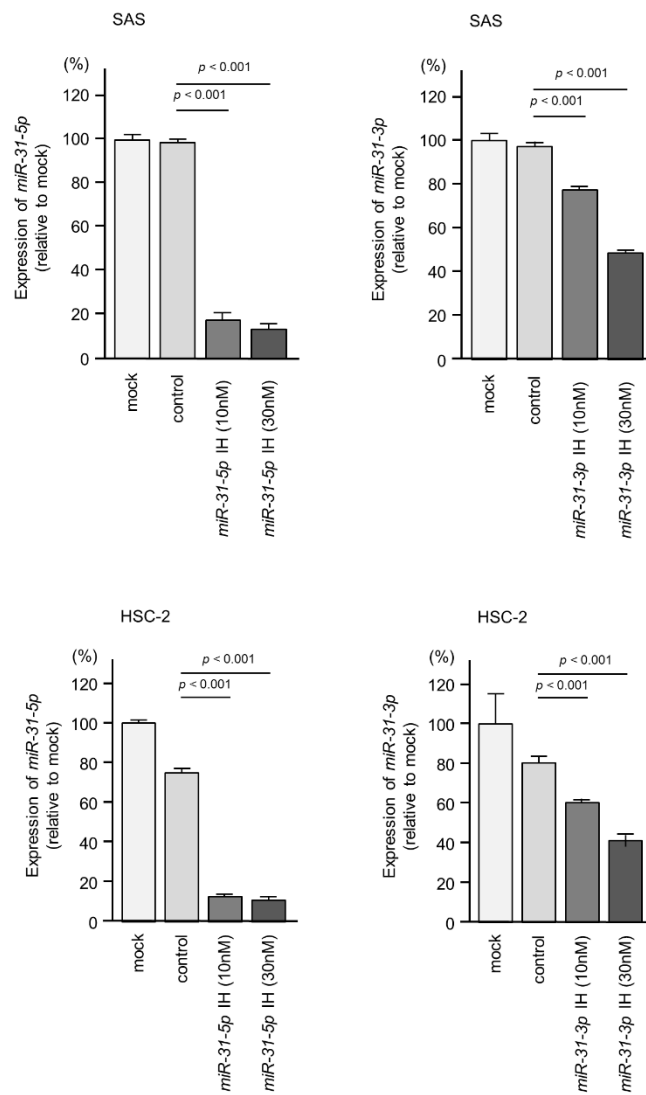 SAS
(%)
p < 0.001
p < 0.001
120
100
80
60
40
20
0
Expression of miR-31-5p
(relative to mock)
mock
control
miR-31-5p IH (10nM)
miR-31-5p IH (30nM)
SAS
(%)
p < 0.001
p < 0.001
120
100
80
60
40
20
0
Expression of miR-31-3p
(relative to mock)
mock
control
miR-31-3p IH (10nM)
miR-31-3p IH (30nM)
HSC-2
(%)
p < 0.001
p < 0.001
120
100
80
60
40
20
0
Expression of miR-31-5p
(relative to mock)
mock
control
miR-31-5p IH (10nM)
miR-31-5p IH (30nM)
HSC-2
(%)
p < 0.001
p < 0.001
120
100
80
60
40
20
0
Expression of miR-31-3p
(relative to mock)
mock
control
miR-31-3p IH (10nM)
miR-31-3p IH (30nM)